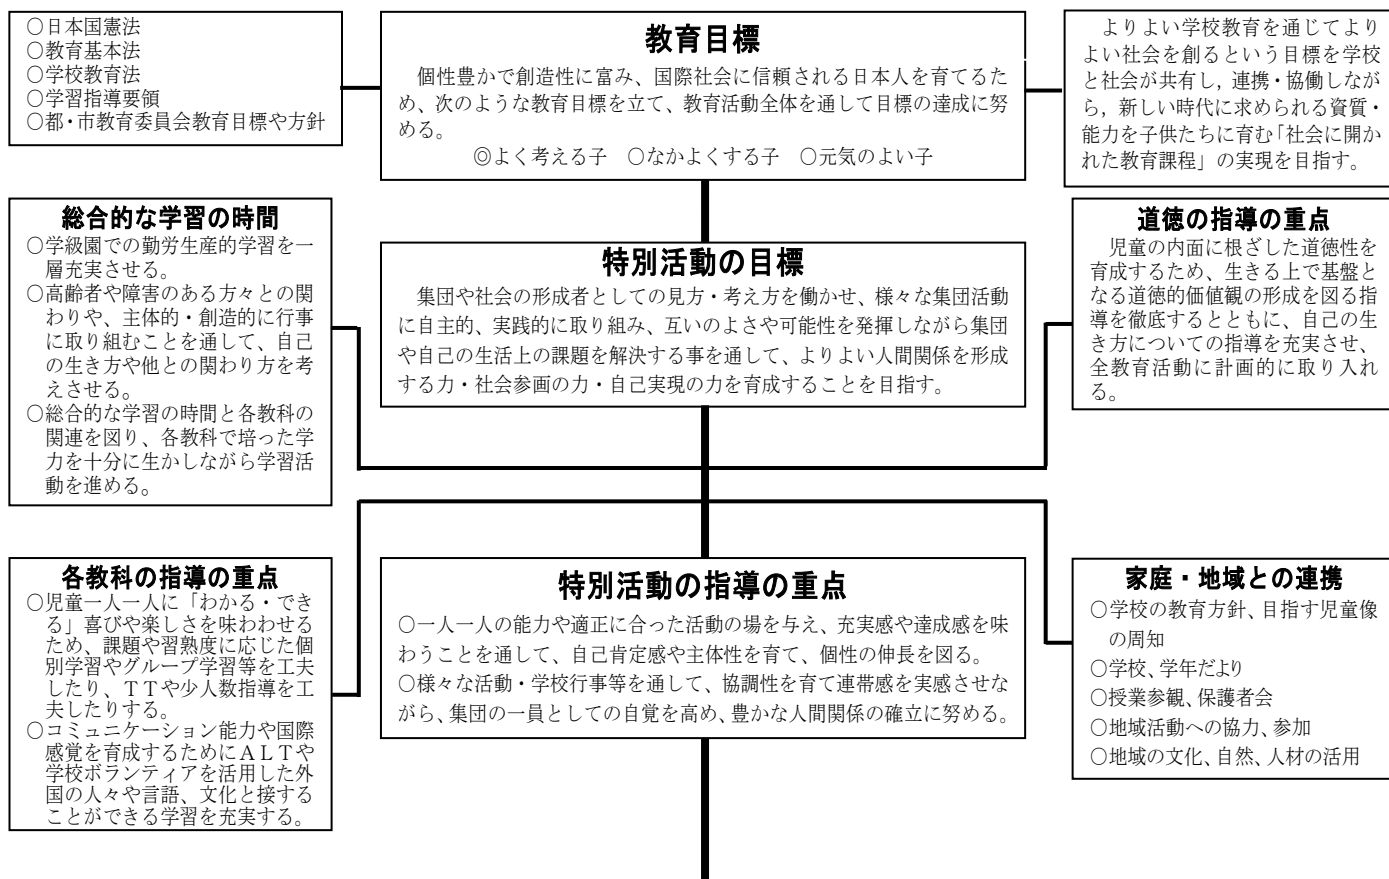 ○日本国憲法
○教育基本法
○学校教育法
○学習指導要領
○都・市教育委員会教育目標や方針
教育目標
個性豊かで創造性に富み、国際社会に信頼される日本人を育てるた
め、次のような教育目標を立て、教育活動全体を通して目標の達成に努
める。
◎よく考える子　○なかよくする子　○元気のよい子
よりよい学校教育を通じてより
よい社会を創るという目標を学校
と社会が共有し，連携・協働しなが
ら，新しい時代に求められる資質・
能力を子供たちに育む「社会に開か
れた教育課程」の実現を目指す。
総合的な学習の時間
○学級園での勤労生産的学習を一
層充実させる。
○高齢者や障害のある方々との関
わりや、主体的・創造的に行事
に取り組むことを通して、自己
の生き方や他との関わり方を考
えさせる。
○総合的な学習の時間と各教科の
関連を図り、各教科で培った学
力を十分に生かしながら学習活
動を進める。
特別活動の目標
集団や社会の形成者としての見方・考え方を働かせ、様々な集団活動
に自主的、実践的に取り組み、互いのよさや可能性を発揮しながら集団
や自己の生活上の課題を解決する事を通して、よりよい人間関係を形成
する力・社会参画の力・自己実現の力を育成することを目指す。
道徳の指導の重点
児童の内面に根ざした道徳性を
育成するため、生きる上で基盤と
なる道徳的価値観の形成を図る指
導を徹底するとともに、自己の生
き方についての指導を充実させ、
全教育活動に計画的に取り入れ
る。
各教科の指導の重点
○児童一人一人に「わかる・でき
る」喜びや楽しさを味わわせる
ため、課題や習熟度に応じた個
別学習やグループ学習等を工夫
したり、ＴＴや少人数指導を工
夫したりする。
○コミュニケーション能力や国際
感覚を育成するためにＡＬＴや
学校ボランティアを活用した外
国の人々や言語、文化と接する
ことができる学習を充実する。
特別活動の指導の重点
○一人一人の能力や適正に合った活動の場を与え、充実感や達成感を味
わうことを通して、自己肯定感や主体性を育て、個性の伸長を図る。
○様々な活動・学校行事等を通して、協調性を育て連帯感を実感させな
がら、集団の一員としての自覚を高め、豊かな人間関係の確立に努める。
家庭・地域との連携
○学校の教育方針、目指す児童像
の周知
○学校、学年だより
○授業参観、保護者会
○地域活動への協力、参加
○地域の文化、自然、人材の活用